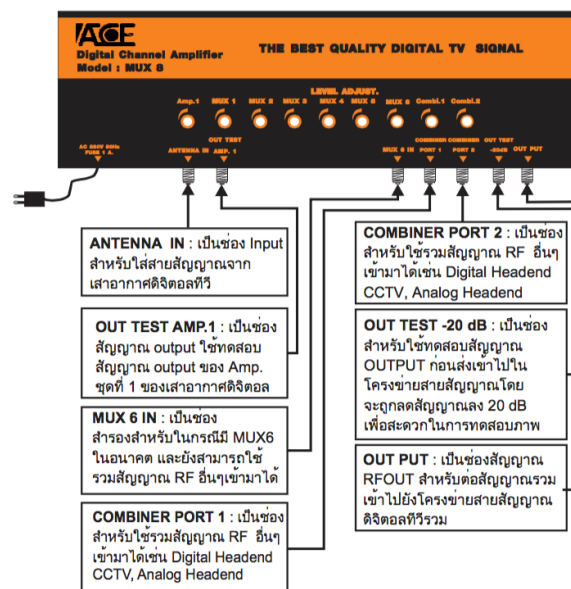 ACE
Digital Channel Amplifier
Model : MUX 8
THE BEST QUALITY DIGITAL TV SIGNAL
LEVEL ADJUST.
Amp.1 MUX 1 MUX 2 MUX 3 MUX 4 MUX 5 MUX 6 Combi.1 Combi.2
AC 220V 50Hz
FUSE 1 A.
ANTENNA IN
OUT TEST
AMP. 1
MUX 6 IN
COMBINER
PORT 1
COMBINER
PORT 2
OUT TEST
-20dB
OUT PUT
ANTENNA IN : เป็นช่อง Input
สำหรับใส่สายสัญญาณจาก
เสาอากาศดิจิตอลทีวี
OUT TEST AMP.1 : เป็นช่อง
สัญญาณ output ใช้ทดสอบ
สัญญาณ output ของ Amp.
ชุดที่ 1 ของเสาอากาศดิจิตอล
MUX 6 IN : เป็นช่อง
สำรองสำหรับในกรณีมี MUX6
ในอนาคต และยังสามารถใช้
รวมสัญญาณ RF อื่นๆเข้ามาได้
COMBINER PORT 1 : เป็นช่อง
สำหรับใช้รวมสัญญาณ RF อื่นๆ
เข้ามาได้เช่น Digital Headend
CCTV, Analog Headend
COMBINER PORT 2 : เป็นช่อง
สำหรับใช้รวมสัญญาณ RF อื่นๆ
เข้ามาได้เช่น Digital Headend
CCTV, Analog Headend
OUT TEST -20 dB : เป็นช่อง
สำหรับใช้ทดสอบสัญญาณ
OUTPUT ก่อนส่งเข้าไปใน
โครงข่ายสายสัญญาณโดย
จะถูกลดสัญญาณลง 20 dB
เพื่อสะดวกในการทดสอบภาพ
OUT PUT : เป็นช่องสัญญาณ
RFOUT สำหรับต่อสัญญาณรวม
เข้าไปยังโครงข่ายสายสัญญาณ
ดิจิตอลทีวีรวม